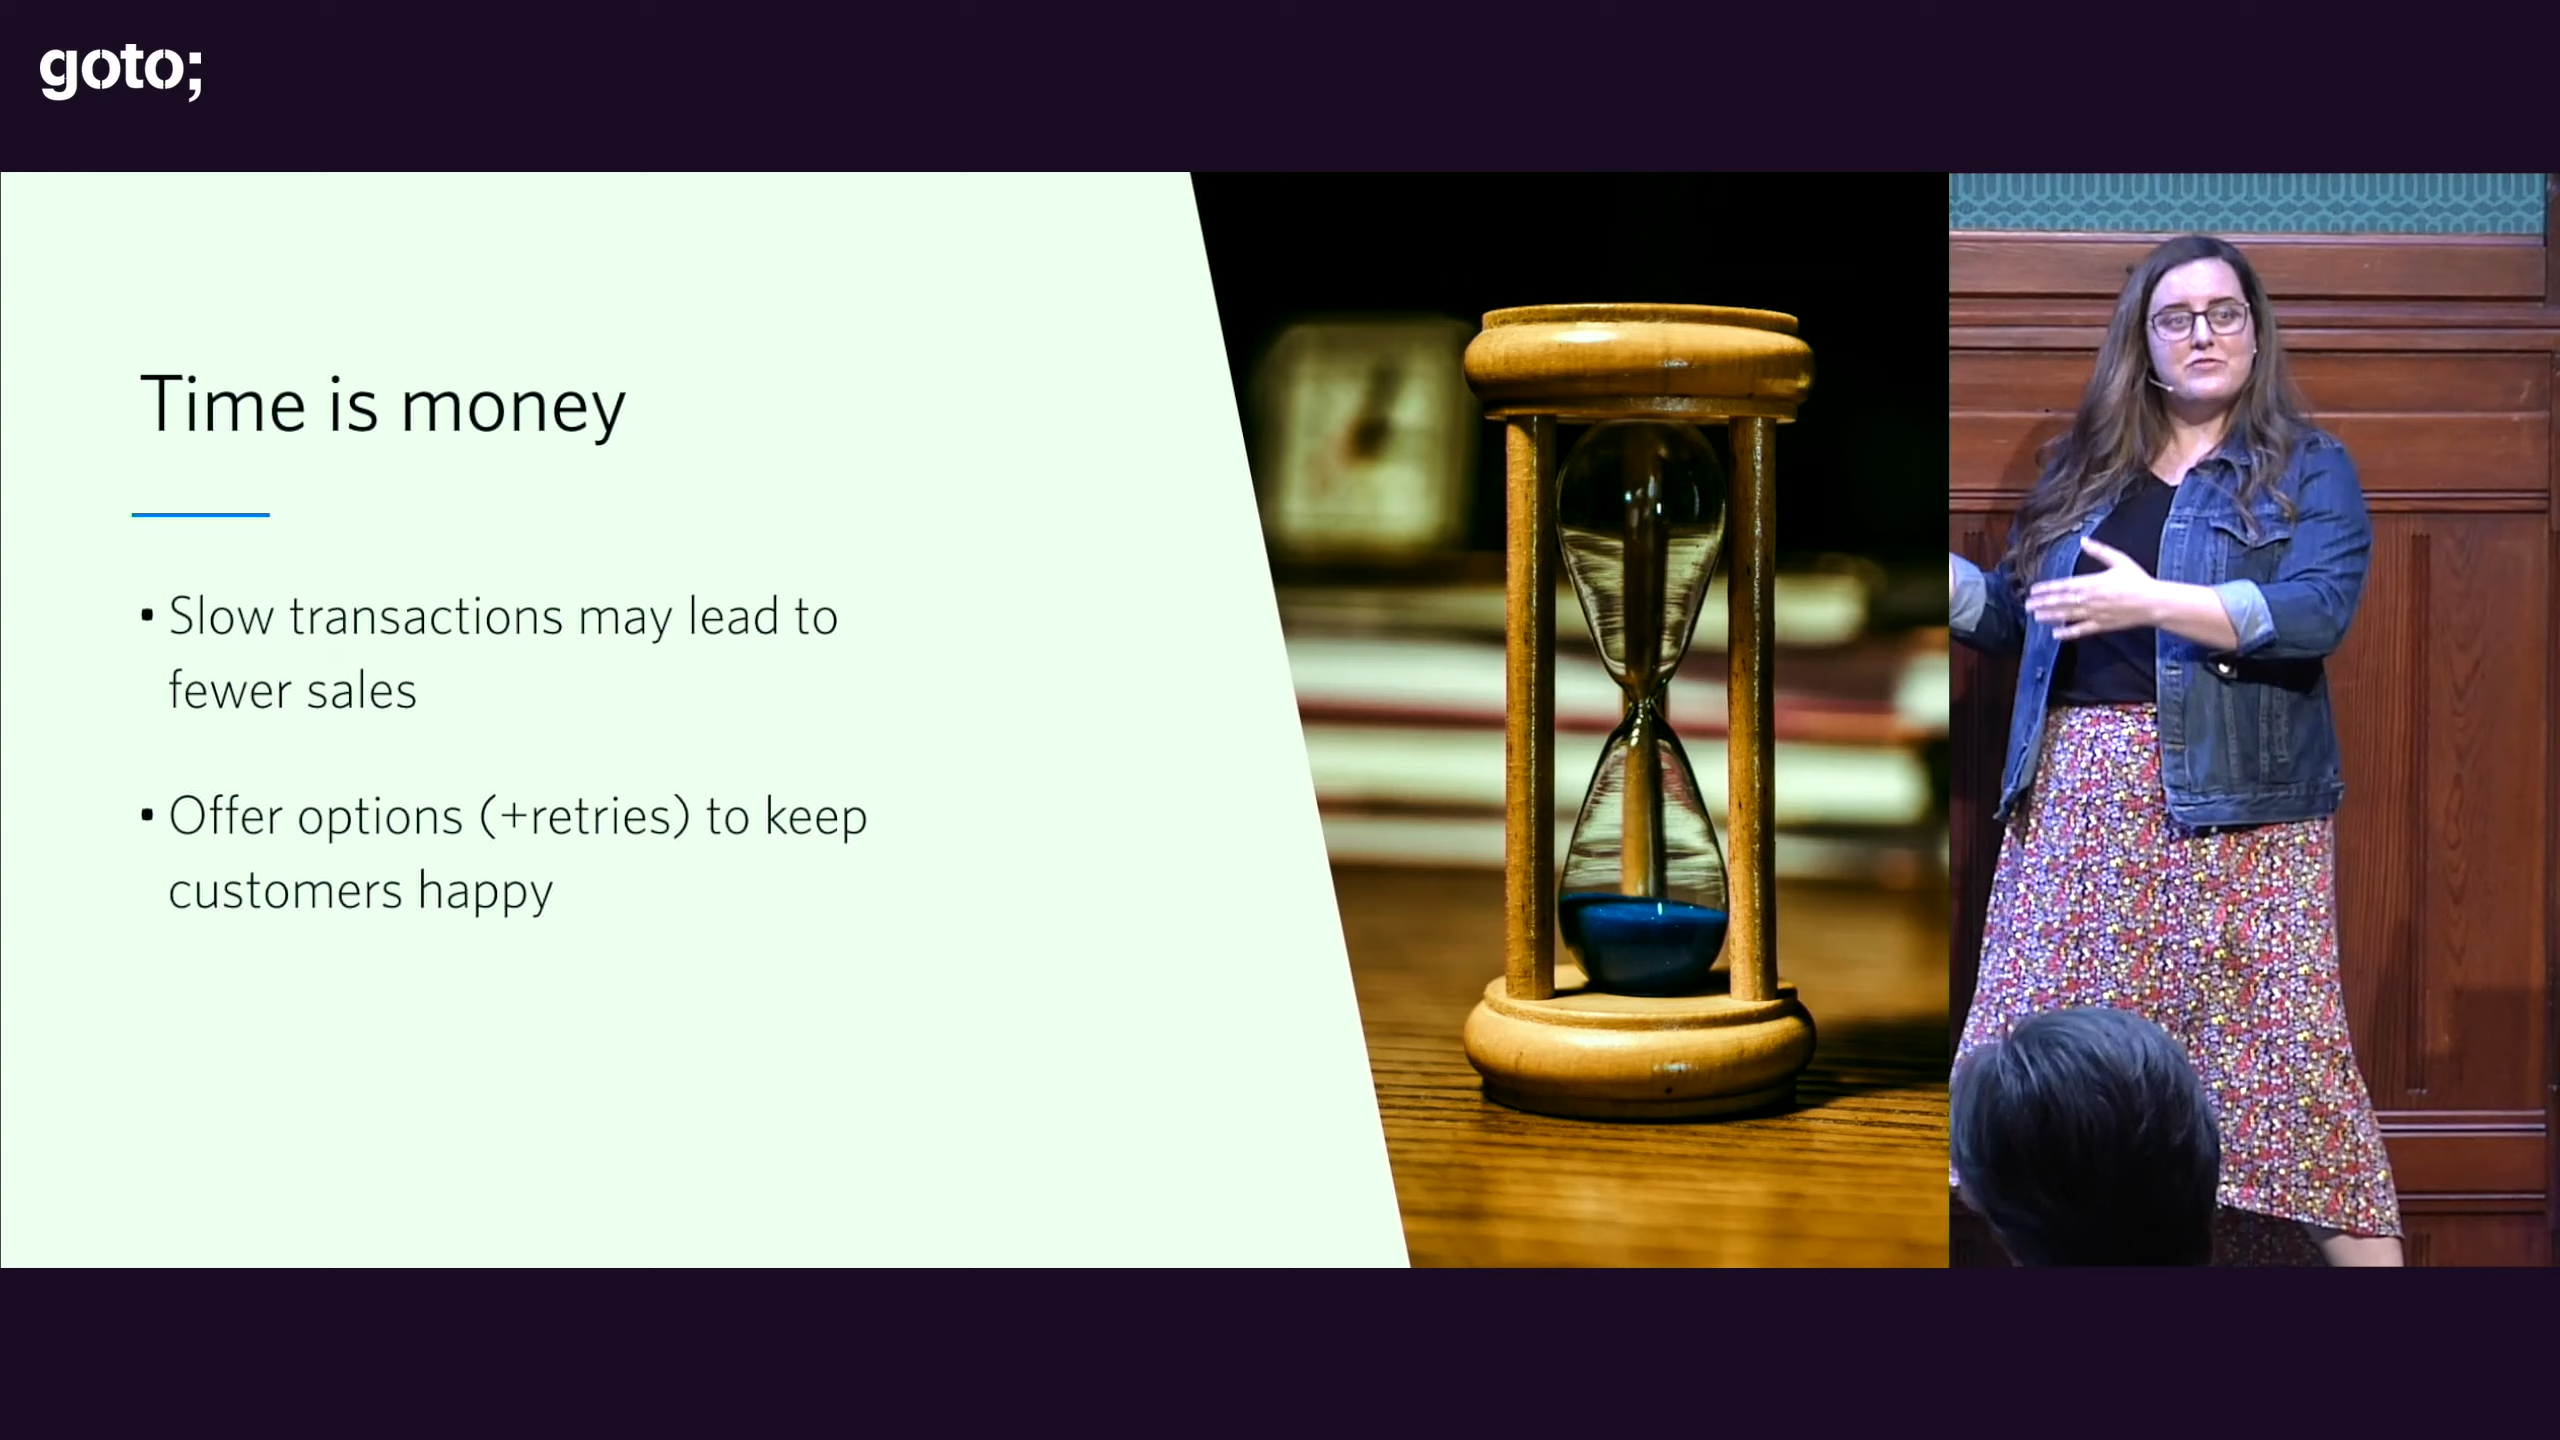 goto;
Time is money
• Slow transactions may lead to
fewer sales
• Offer options (+retries) to keep
customers happy